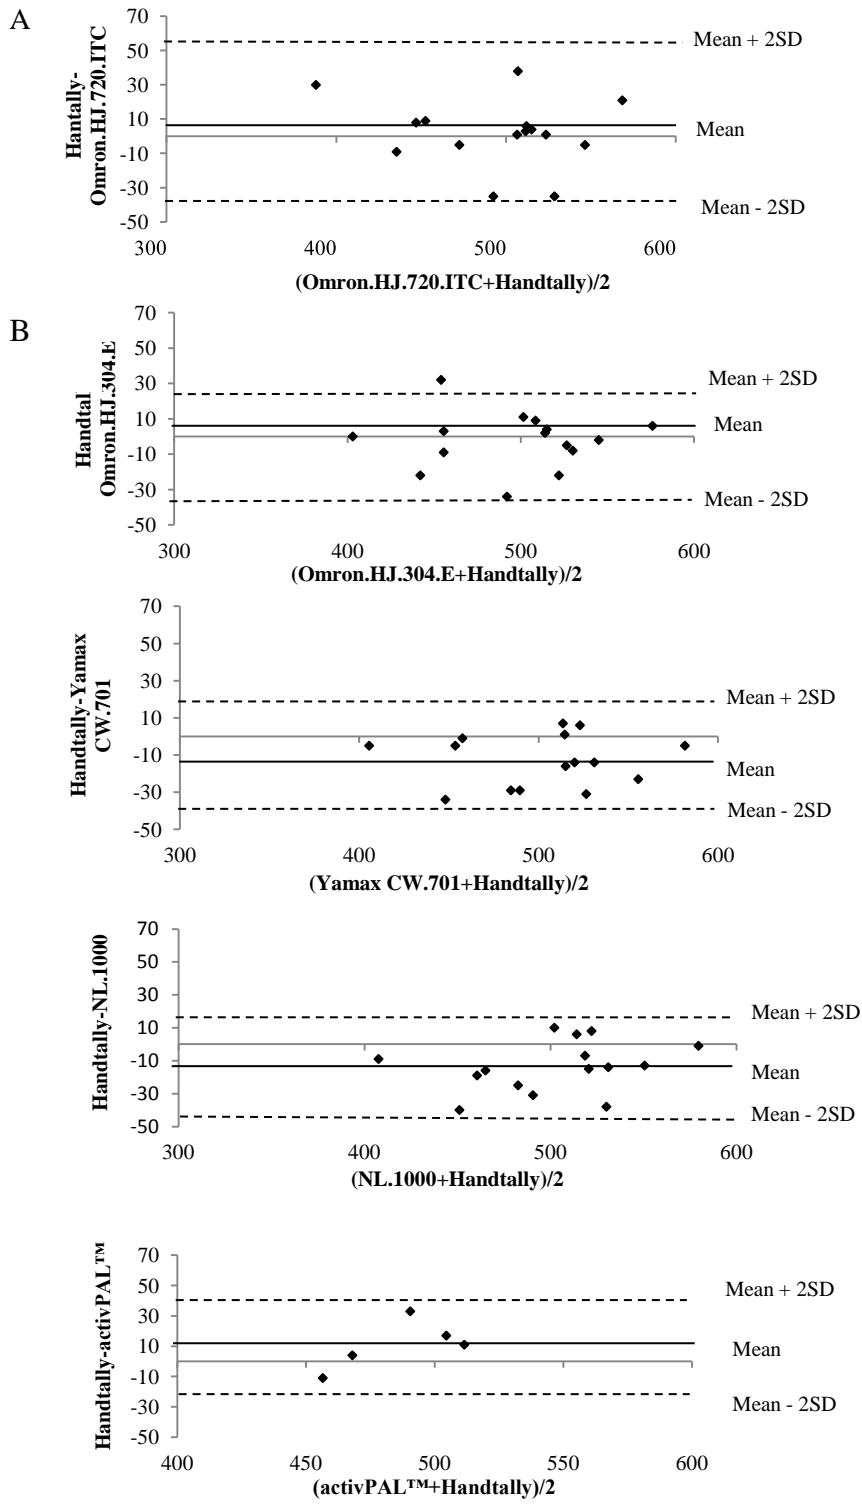 A
70
50
30
10
-10
-30
-50
Hantally-
Omron.HJ.720.ITC
Mean + 2SD
Mean
Mean - 2SD
300 400 500 600
(Omron.HJ.720.ITC+Handtally)/2
B
70
50
30
10
-10
-30
-50
Handtal
Omron.HJ.304.E
Mean + 2SD
Mean
Mean - 2SD
300 400 500 600
(Omron.HJ.304.E+Handtally)/2
70
50
30
10
-10
-30
-50
Handtally-Yamax
CW.701
Mean + 2SD
Mean
Mean - 2SD
300 400 500 600
(Yamax CW.701+Handtally)/2
70
50
30
10
-10
-30
-50
Handtally-NL.1000
Mean + 2SD
Mean
Mean - 2SD
300 400 500 600
(NL.1000+Handtally)/2
70
50
30
10
-10
-30
-50
Handtally-activPAL™
Mean + 2SD
Mean
Mean - 2SD
400 450 500 550 600
(activPAL™+Handtally)/2